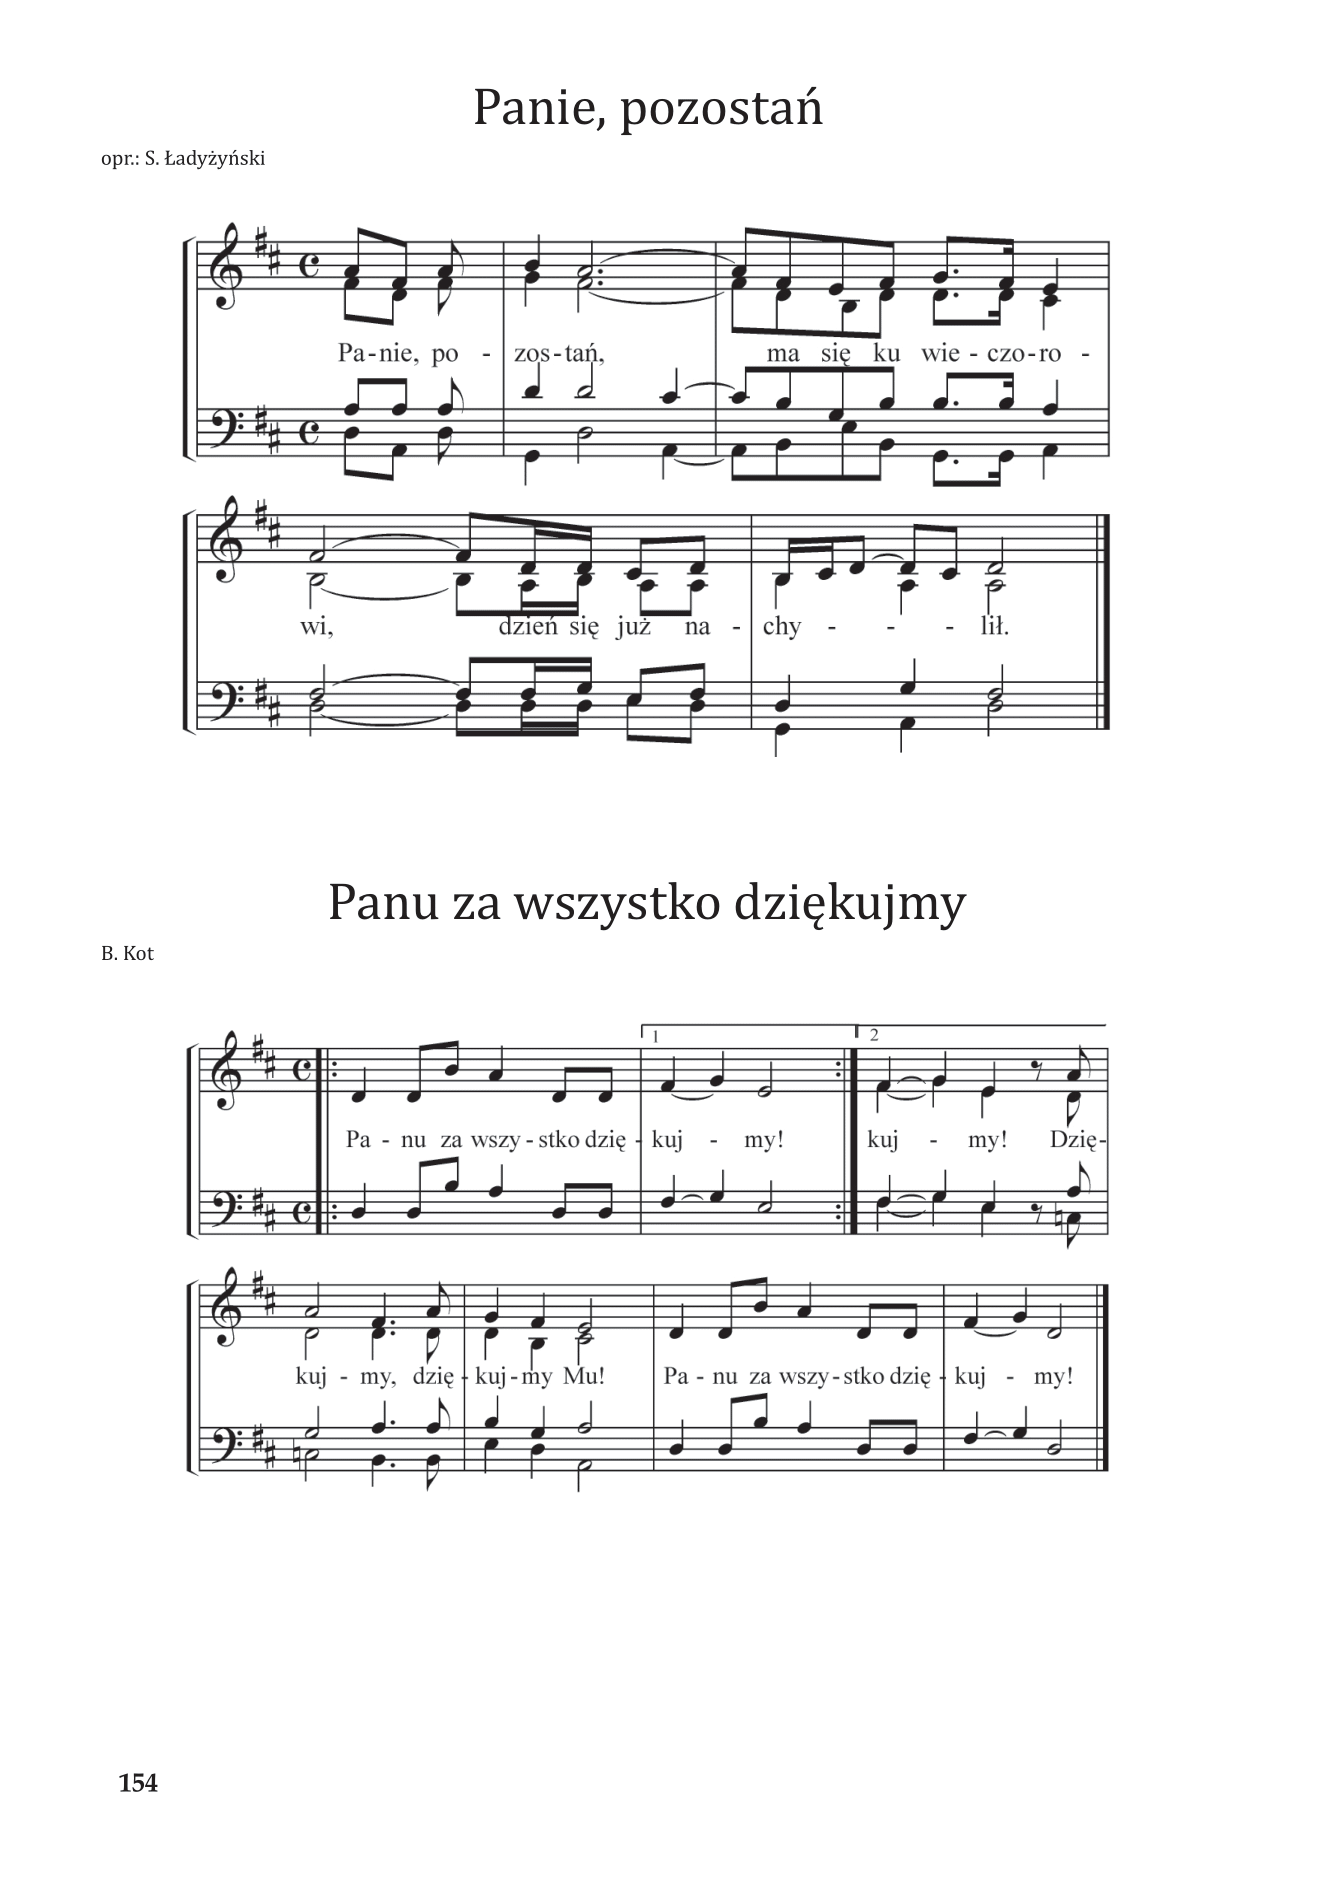 Panie, pozostań
opr.: S. Ładyżyński
Pa-nie, po - zos-tań, ma się ku wie - czo-ro -
wi, dzień się już na - chy - - - lił.
Panu za wszystko dziękujmy
B. Kot
1 2
Pa - nu za wszy - stko dzię - kuj - my! kuj - my! Dzię-
kuj - my, dzię - kuj - my Mu! Pa - nu za wszy - stko dzię - kuj - my!
154